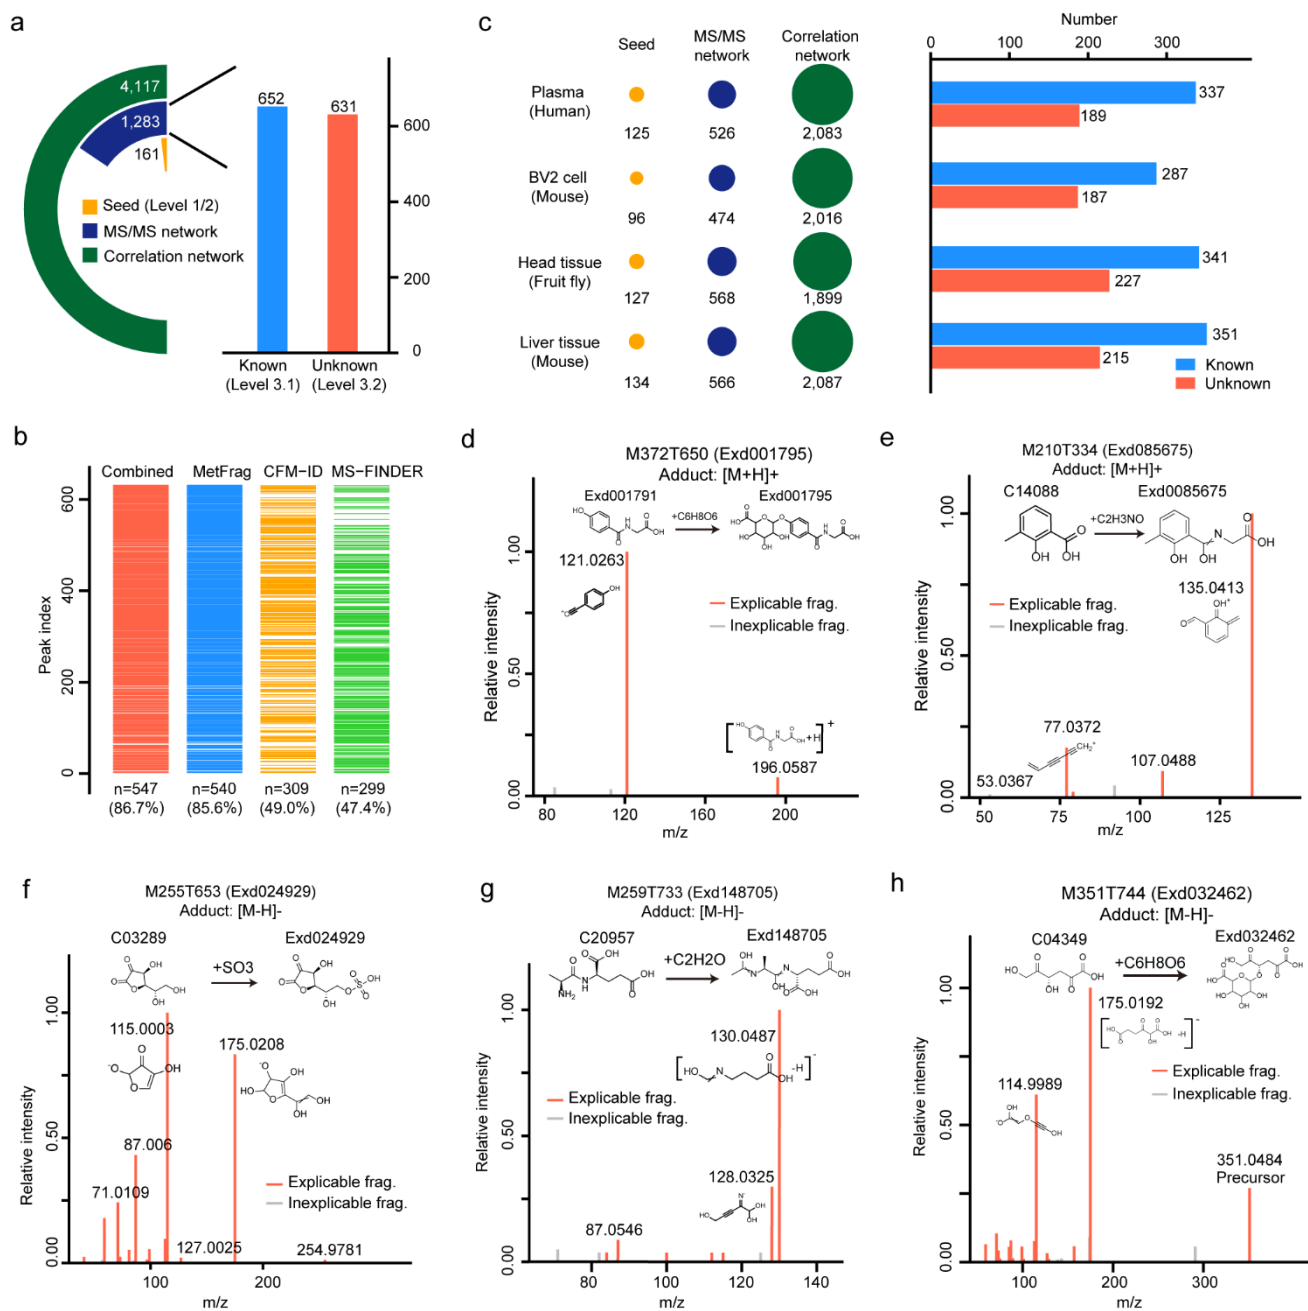 a
4,117
1,283
161
Seed (Level 1/2)
MS/MS network
Correlation network
652
631
600
400
200
0
Known
(Level 3.1)
Unknown
(Level 3.2)
c
Seed
MS/MS
network
Correlation
network
Plasma
(Human)
125
526
2,083
BV2 cell
(Mouse)
96
474
2,016
Head tissue
(Fruit fly)
127
568
1,899
Liver tissue
(Mouse)
134
566
2,087
Number
0
100
200
300
337
189
287
187
341
227
351
215
Known
Unknown
b
Combined
MetFrag
CFM-ID
MS-FINDER
Peak index
600
400
200
0
n=547
(86.7%)
n=540
(85.6%)
n=309
(49.0%)
n=299
(47.4%)
d
M372T650 (Exd001795)
Adduct: [M+H]+
Exd001791
+C6H8O6
Exd001795
121.0263
Explicable frag.
Inexplicable frag.
196.0587
Relative intensity
1.00
0.50
0.00
80
120
160
200
m/z
e
M210T334 (Exd085675)
Adduct: [M+H]+
C14088
+C2H3NO
Exd0085675
135.0413
Explicable frag.
Inexplicable frag.
77.0372
53.0367
107.0488
Relative intensity
1.00
0.50
0.00
50
75
100
125
m/z
f
M255T653 (Exd024929)
Adduct: [M-H]-
C03289
+SO3
Exd024929
115.0003
175.0208
87.006
71.0109
127.0025
254.9781
Explicable frag.
Inexplicable frag.
Relative intensity
1.00
0.50
0.00
100
200
m/z
g
M259T733 (Exd148705)
Adduct: [M-H]-
C20957
+C2H2O
Exd148705
130.0487
Explicable frag.
Inexplicable frag.
128.0325
87.0546
Relative intensity
1.00
0.50
0.00
80
100
120
140
m/z
h
M351T744 (Exd032462)
Adduct: [M-H]-
C04349
+C6H8O6
Exd032462
175.0192
114.9989
Explicable frag.
Inexplicable frag.
351.0484
Precursor
Relative intensity
1.00
0.50
0.00
100
200
300
m/z